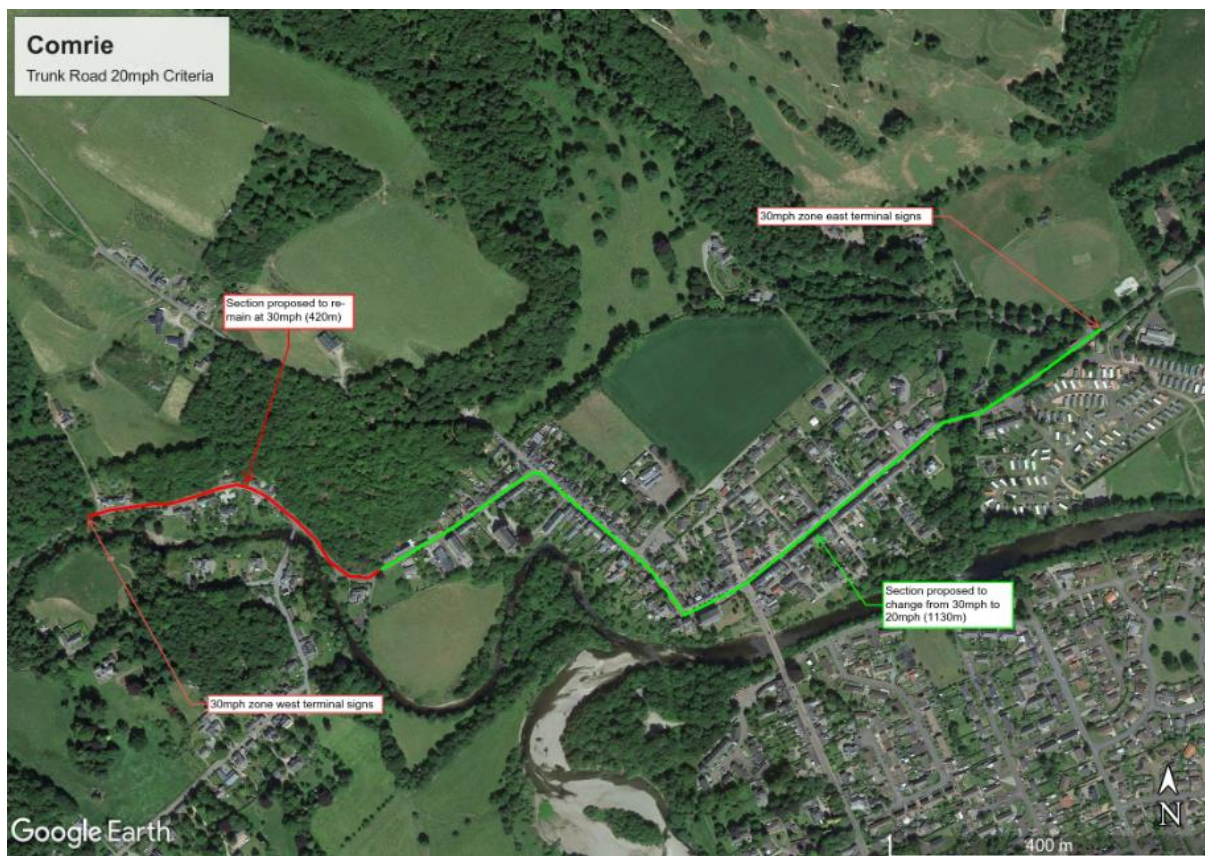 Comrie
Trunk Road 20mph Criteria
30mph zone east terminal signs
Section proposed to re-
main at 30mph (420m)
Section proposed to
change from 30mph to
20mph (1130m)
30mph zone west terminal signs
N
Google Earth
400 m